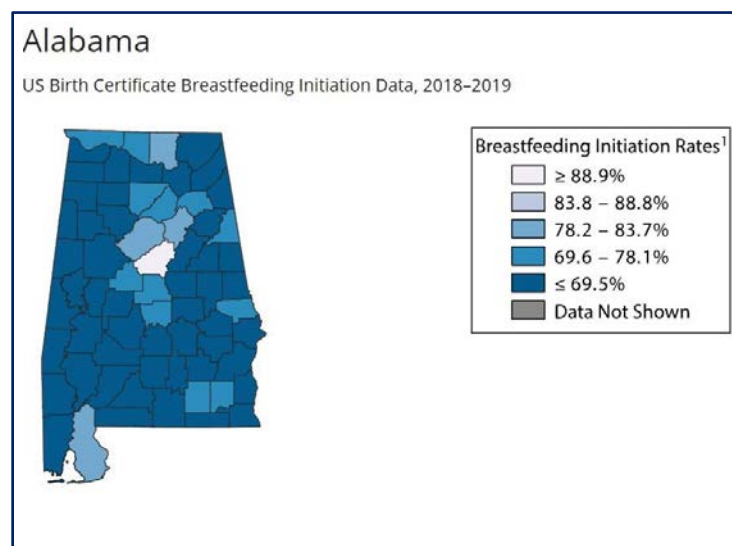 Alabama
US Birth Certificate Breastfeeding Initiation Data, 2018–2019
Breastfeeding Initiation Rates¹
≥ 88.9%
83.8 – 88.8%
78.2 – 83.7%
69.6 – 78.1%
≤ 69.5%
Data Not Shown